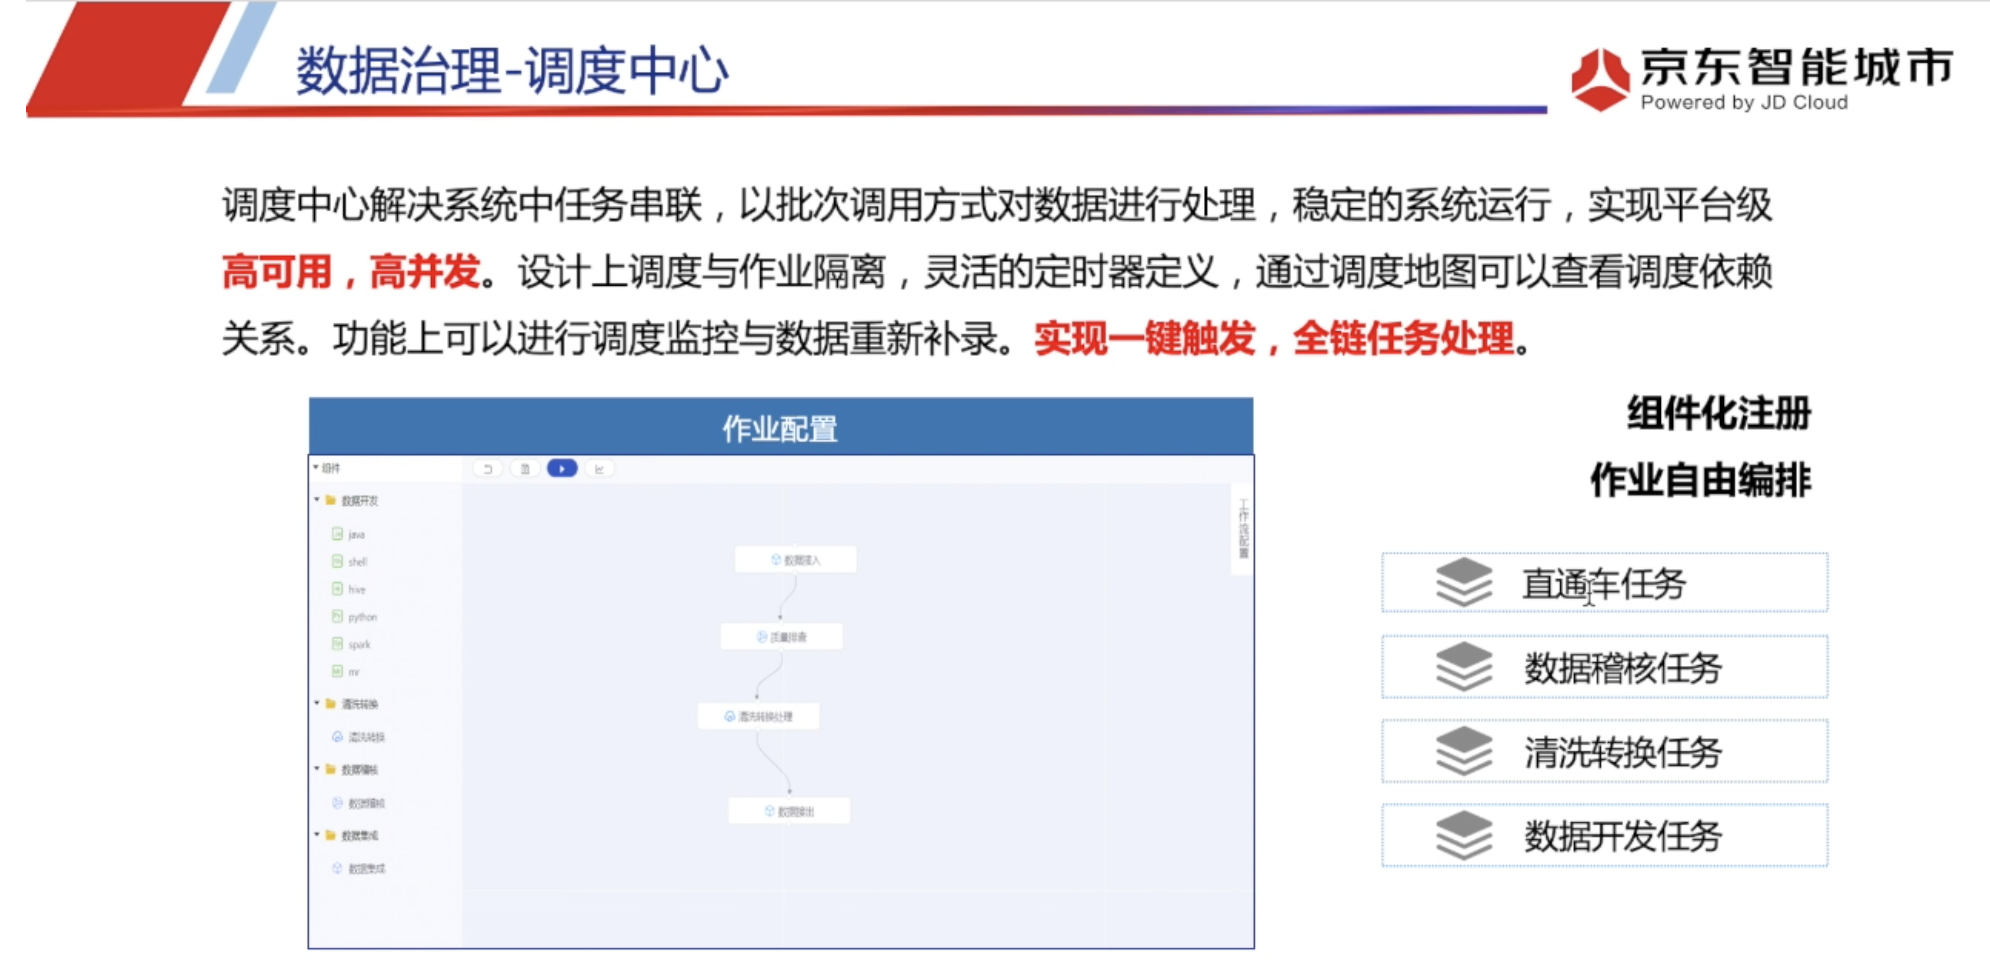 数据治理-调度中心
京东智能城市
Powered by JD Cloud
调度中心解决系统中任务串联，以批次调用方式对数据进行处理，稳定的系统运行，实现平台级
高可用，高并发。设计上调度与作业隔离，灵活的定时器定义，通过调度地图可以查看调度依赖
关系。功能上可以进行调度监控与数据重新补录。实现一键触发，全链任务处理。
作业配置
组件
数据开发
java
shell
hive
python
spark
mr
清洗转换
清洗转换
数据稽核
数据稽核
数据集成
数据集成
数据接入
质量排查
清洗转换处理
数据接出
工作流配置
组件化注册
作业自由编排
直通车任务
数据稽核任务
清洗转换任务
数据开发任务